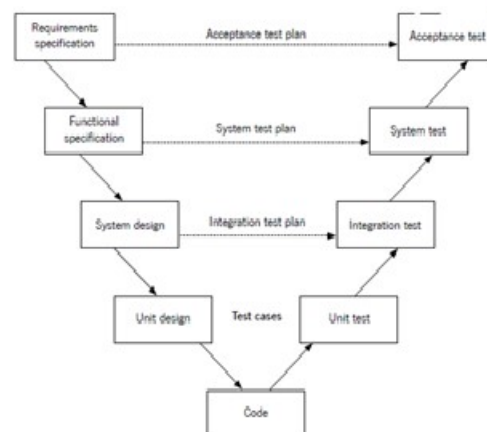 Requirements
specification
Acceptance test plan
Acceptance test
Functional
specification
System test plan
System test
System design
Integration test plan
Integration test
Unit design
Test cases
Unit test
Code